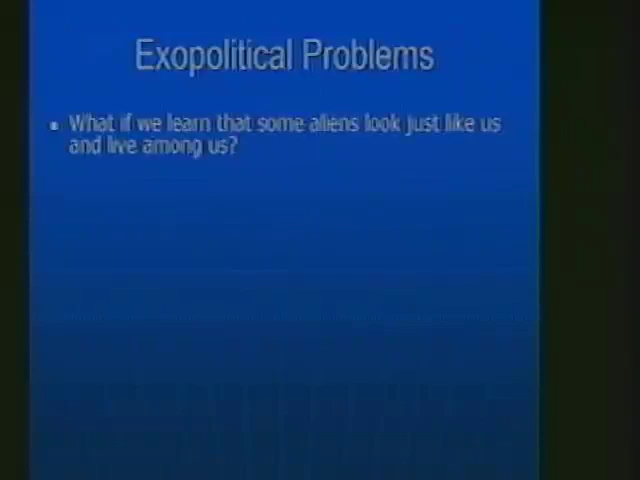 Exopolitical Problems
▪ What if we learn that some aliens look just like us
and live among us?